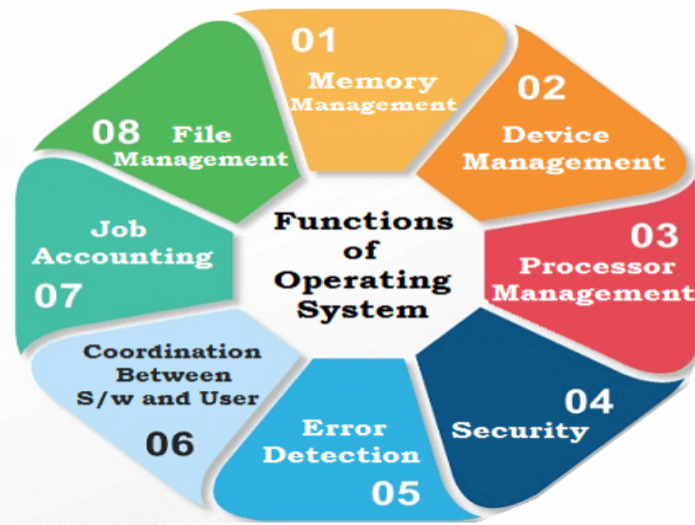 Functions
of
Operating
System
01
Memory
Management
02
Device
Management
03
Processor
Management
04
Security
Error
Detection
05
Coordination
Between
S/w and User
06
Job
Accounting
07
08 File
Management